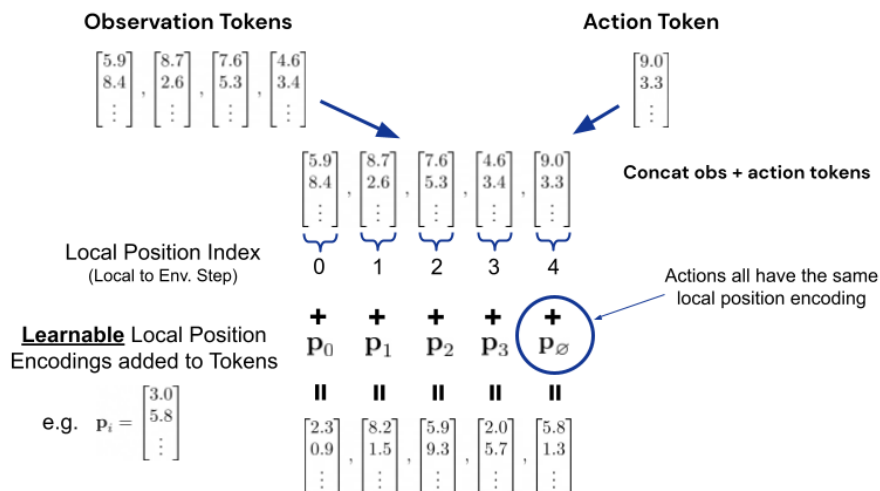 Observation Tokens
Action Token
[5.9 8.4 ⋮] , [8.7 2.6 ⋮] , [7.6 5.3 ⋮] , [4.6 3.4 ⋮]
[9.0 3.3 ⋮]
[5.9 8.4 ⋮] , [8.7 2.6 ⋮] , [7.6 5.3 ⋮] , [4.6 3.4 ⋮] , [9.0 3.3 ⋮]
Concat obs + action tokens
Local Position Index
(Local to Env. Step)
0 1 2 3 4
Actions all have the same
local position encoding
+ + + + +
Learnable Local Position
Encodings added to Tokens
p₀ p₁ p₂ p₃ p∅
= = = = =
e.g. pᵢ = [3.0 5.8 ⋮]
[2.3 0.9 ⋮] , [8.2 1.5 ⋮] , [5.9 9.3 ⋮] , [2.0 5.7 ⋮] , [5.8 1.3 ⋮]